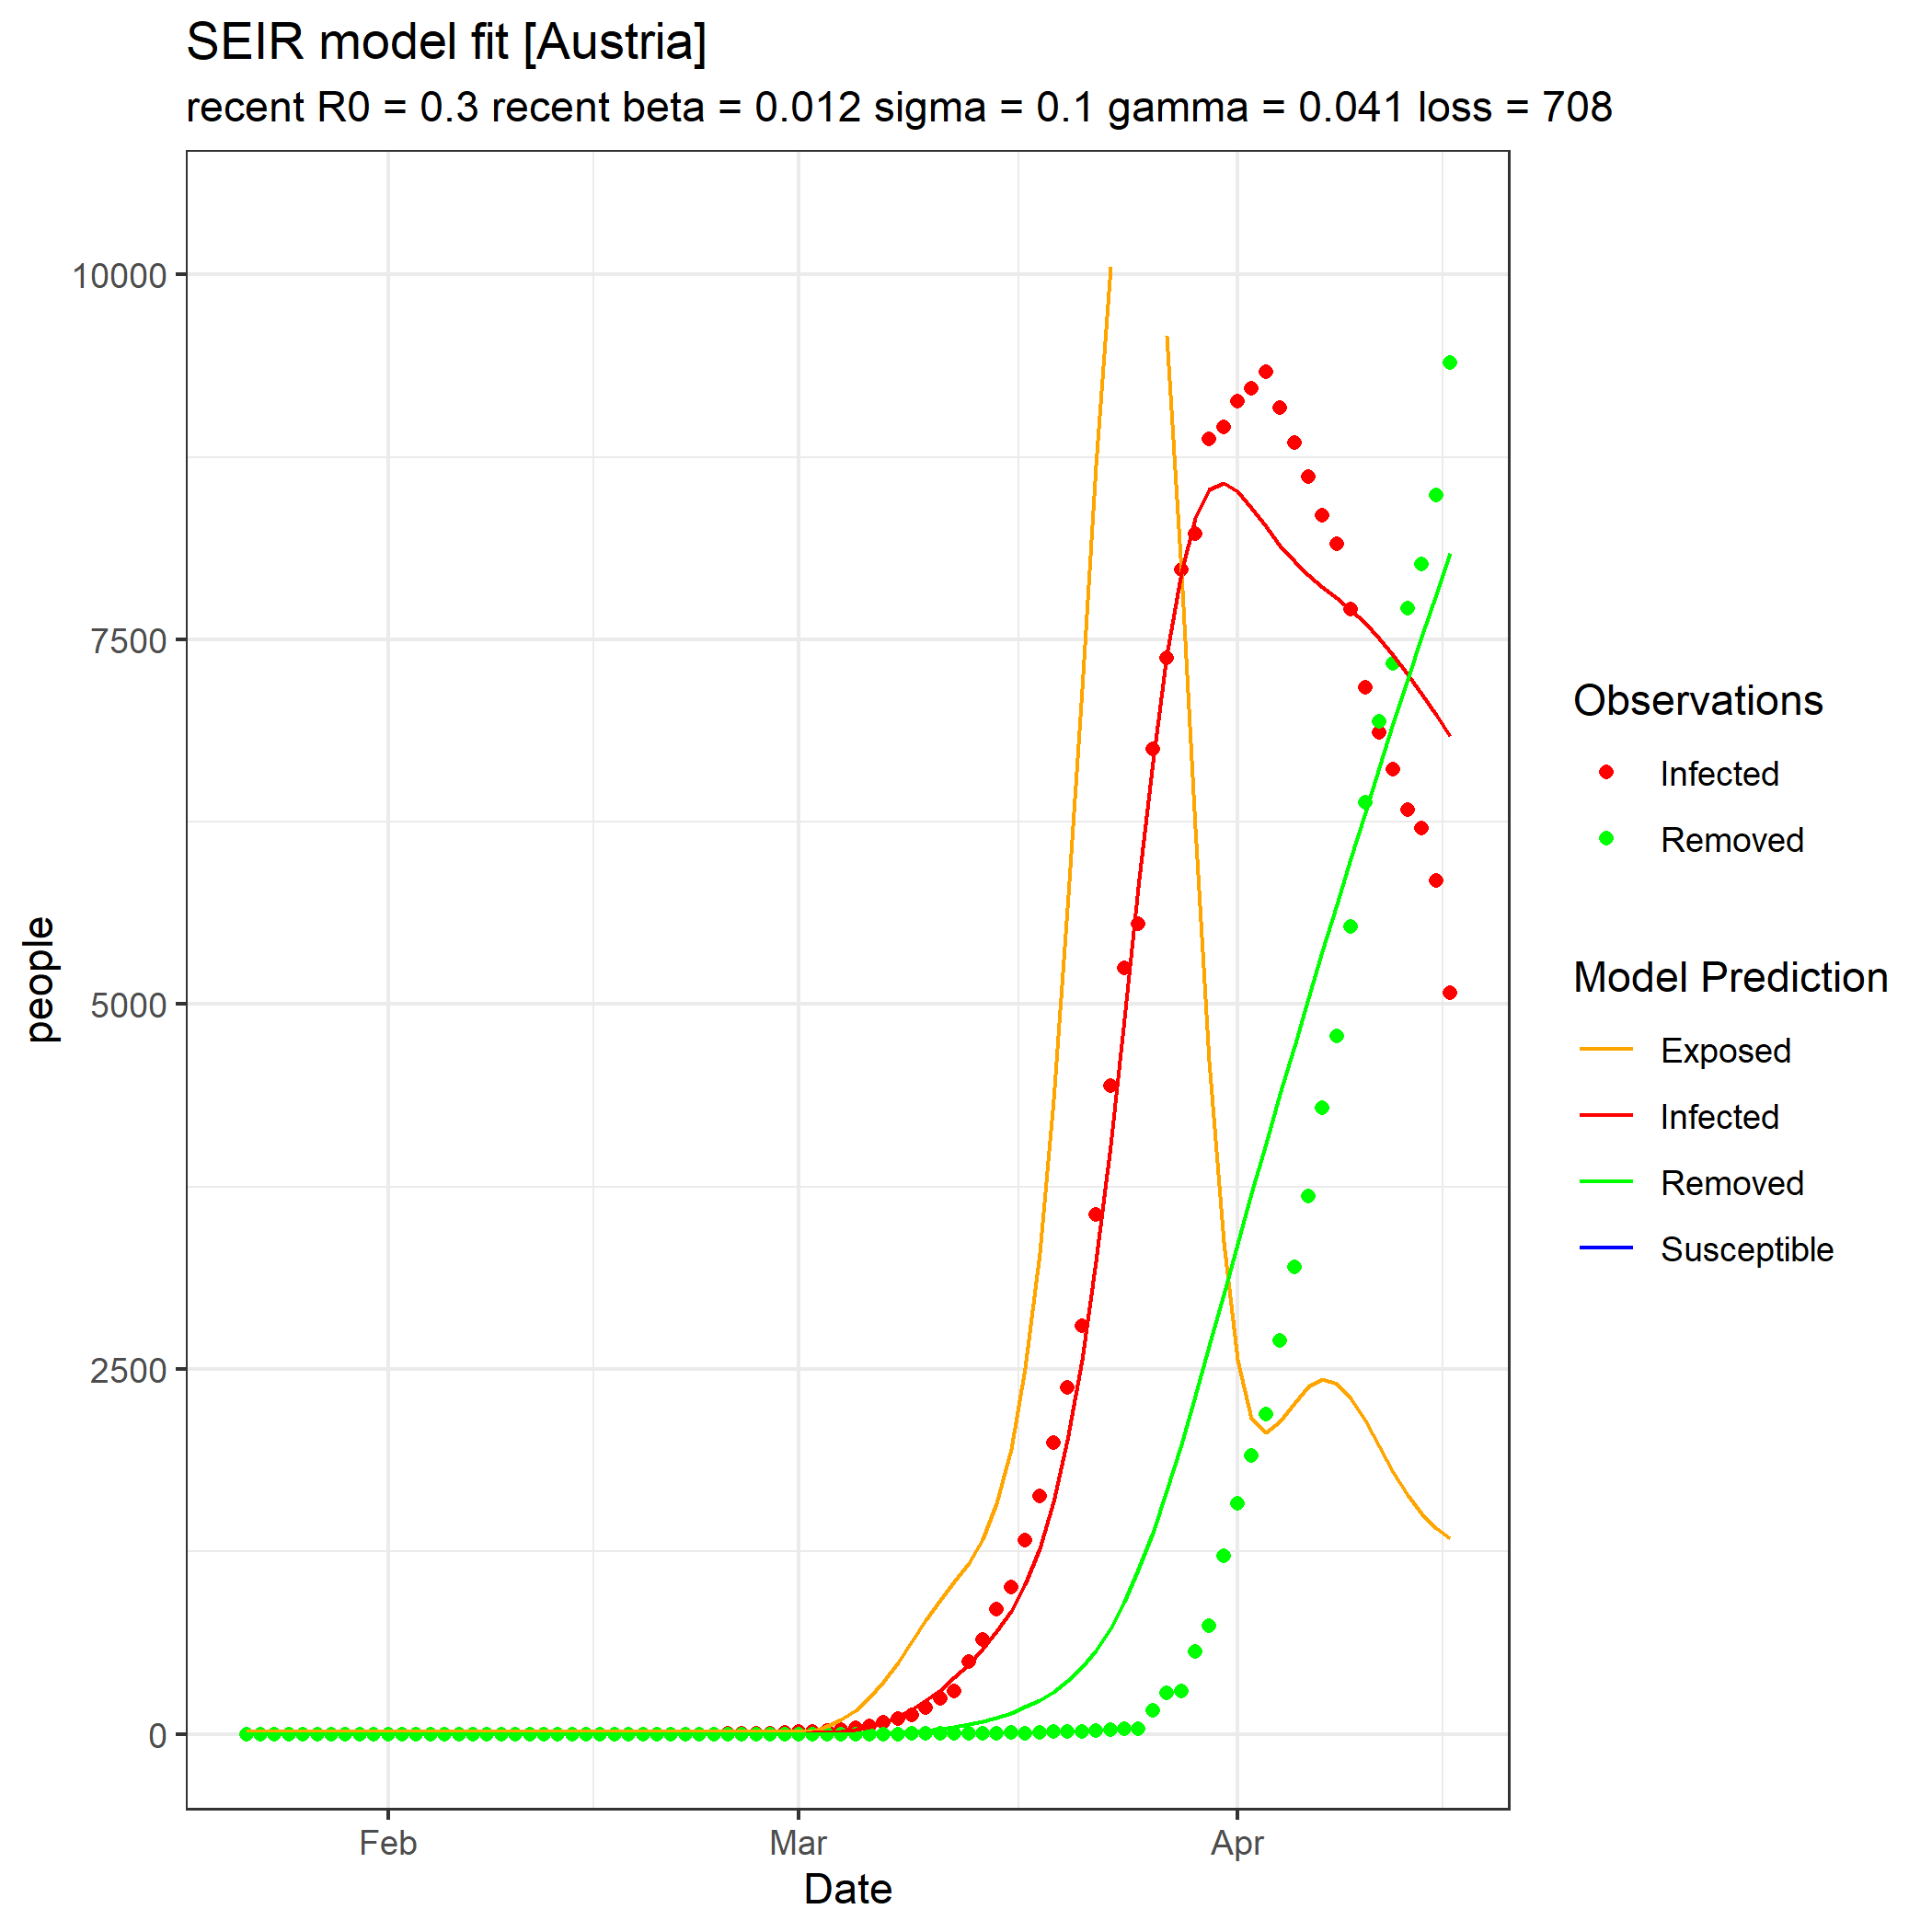 SEIR model fit [Austria]
recent R0 = 0.3 recent beta = 0.012 sigma = 0.1 gamma = 0.041 loss = 708
people
10000
7500
5000
2500
0
Feb
Mar
Apr
Date
Observations
Infected
Removed
Model Prediction
Exposed
Infected
Removed
Susceptible